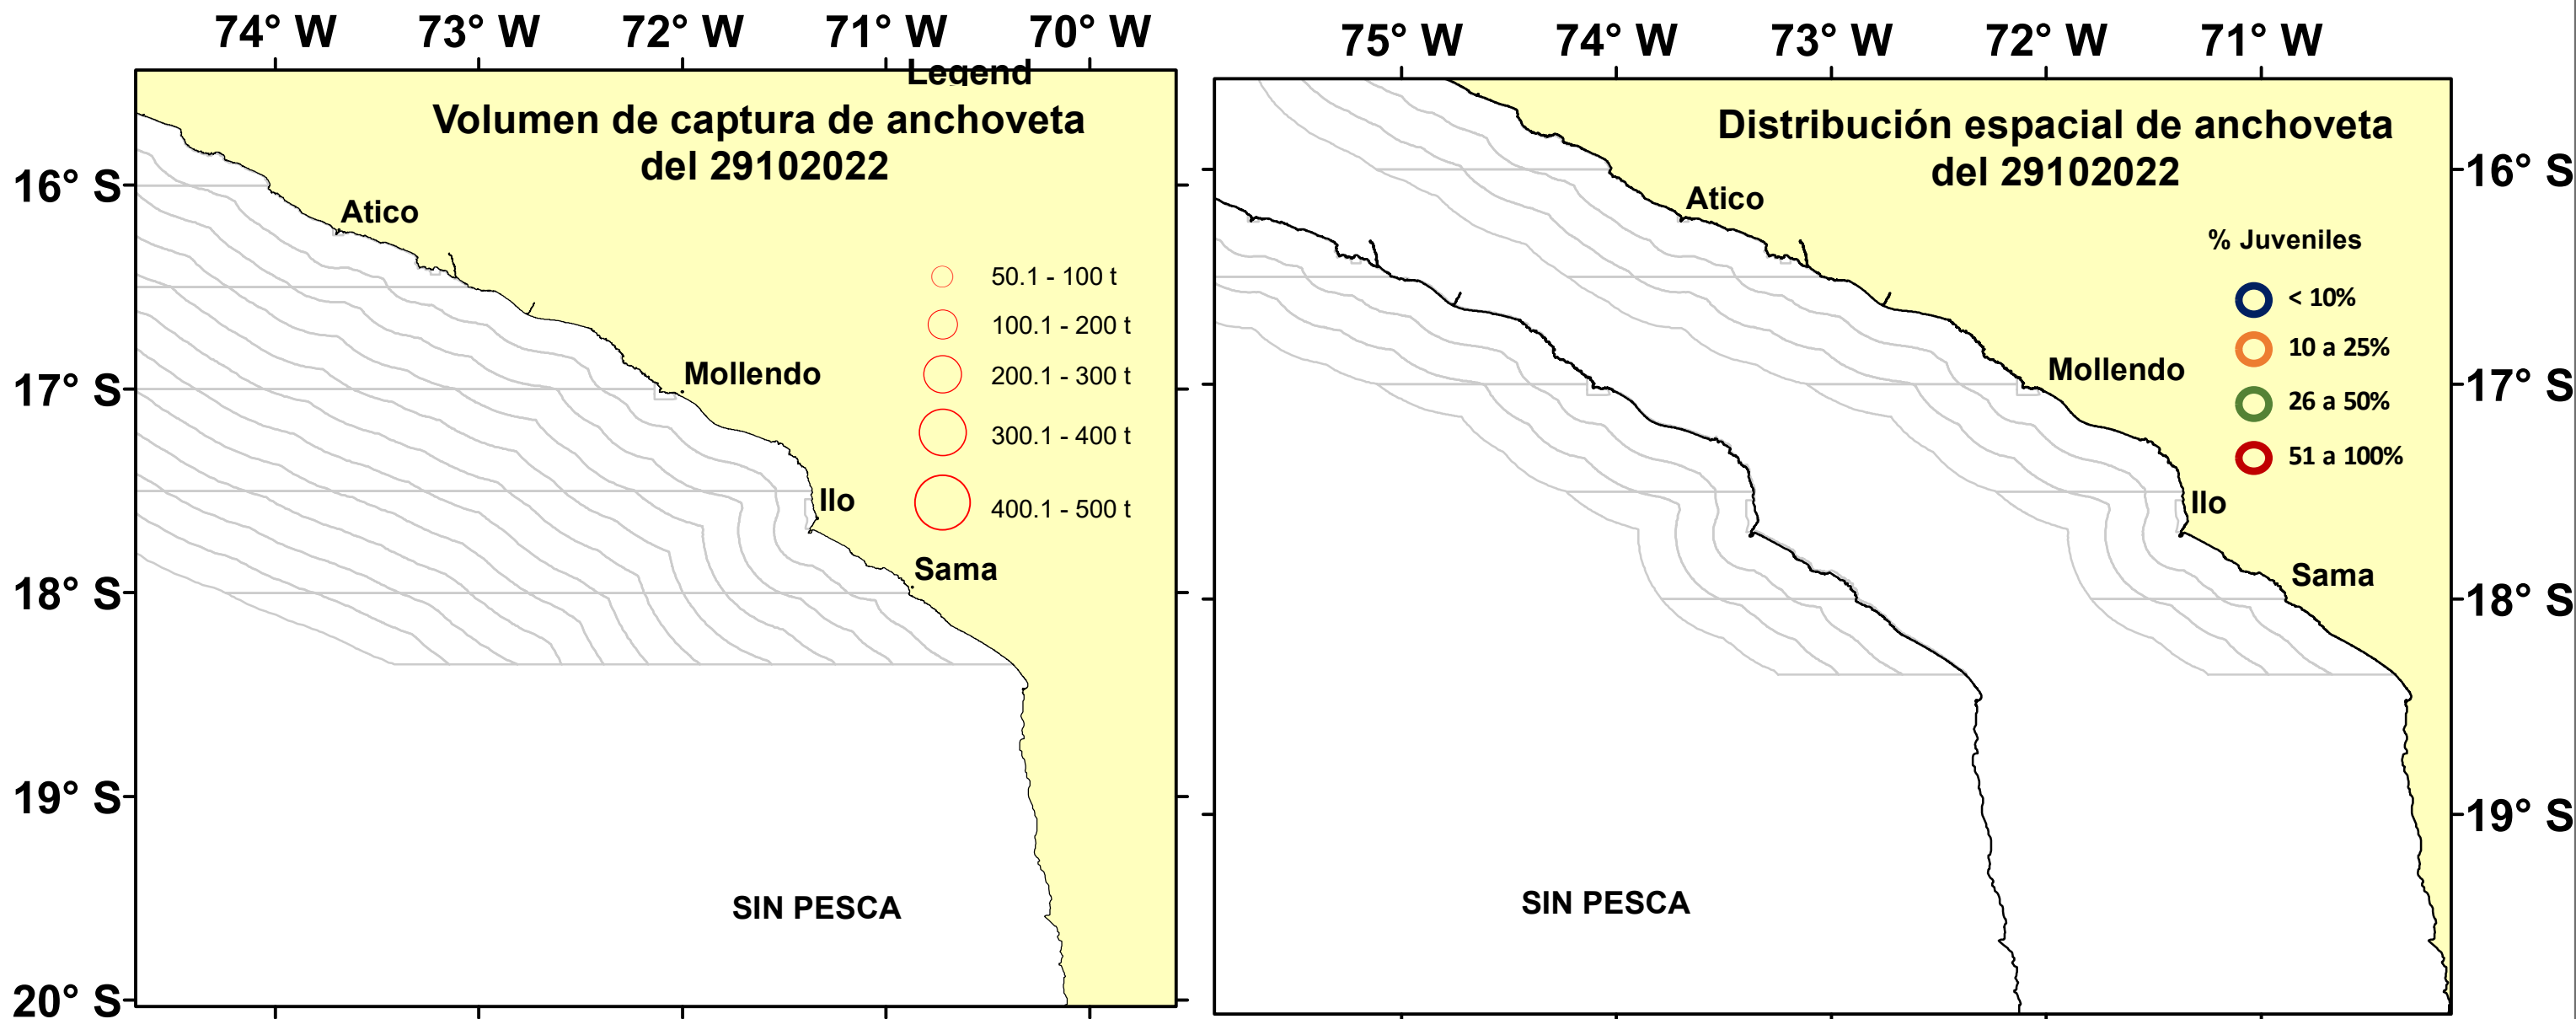 74° W 73° W 72° W 71° W 70° W
Legend
Volumen de captura de anchoveta
del 29102022
16° S
Atico
50.1 - 100 t
100.1 - 200 t
200.1 - 300 t
300.1 - 400 t
400.1 - 500 t
17° S
Mollendo
Ilo
Sama
18° S
19° S
SIN PESCA
20° S
75° W 74° W 73° W 72° W 71° W
Distribución espacial de anchoveta
del 29102022
16° S
Atico
% Juveniles
< 10%
10 a 25%
26 a 50%
51 a 100%
Mollendo
17° S
Ilo
Sama
18° S
19° S
SIN PESCA